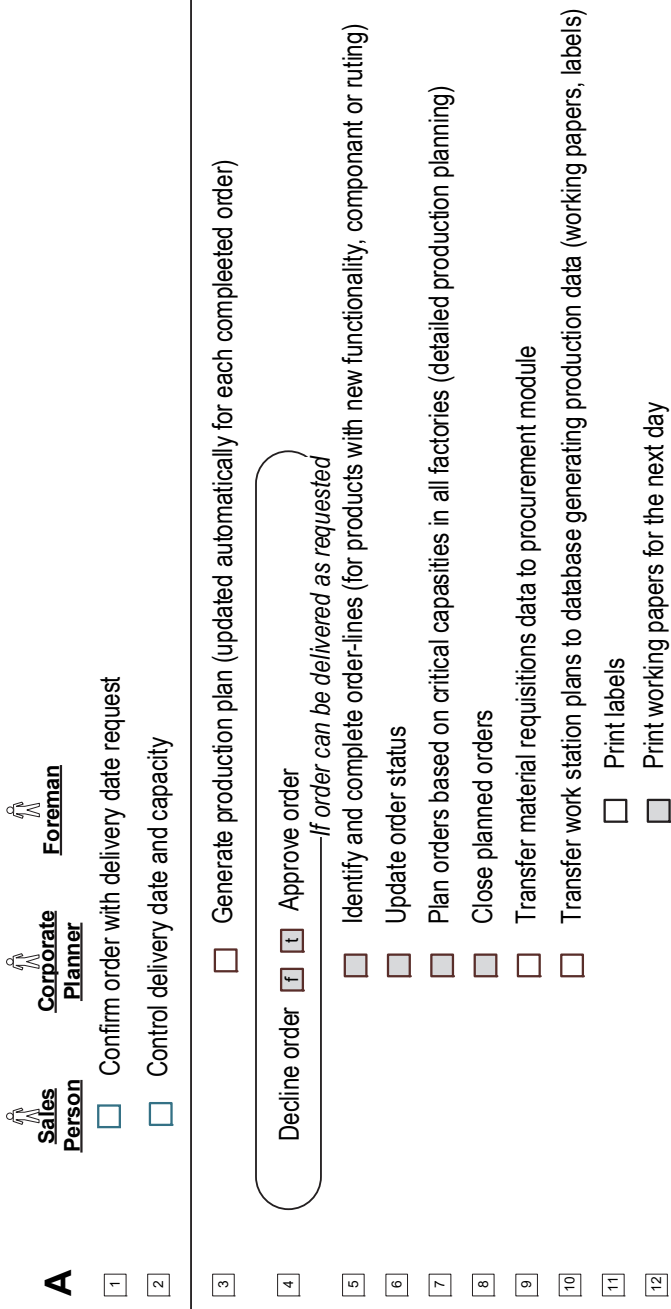 A
Sales
Person
Corporate
Planner
Foreman
1 Confirm order with delivery date request
2 Control delivery date and capacity
3 Generate production plan (updated automatically for each compleeted order)
4 Decline order f t Approve order
If order can be delivered as requested
5 Identify and complete order-lines (for products with new functionality, componant or ruting)
6 Update order status
7 Plan orders based on critical capasities in all factories (detailed production planning)
8 Close planned orders
9 Transfer material requisitions data to procurement module
10 Transfer work station plans to database generating production data (working papers, labels)
11 Print labels
12 Print working papers for the next day